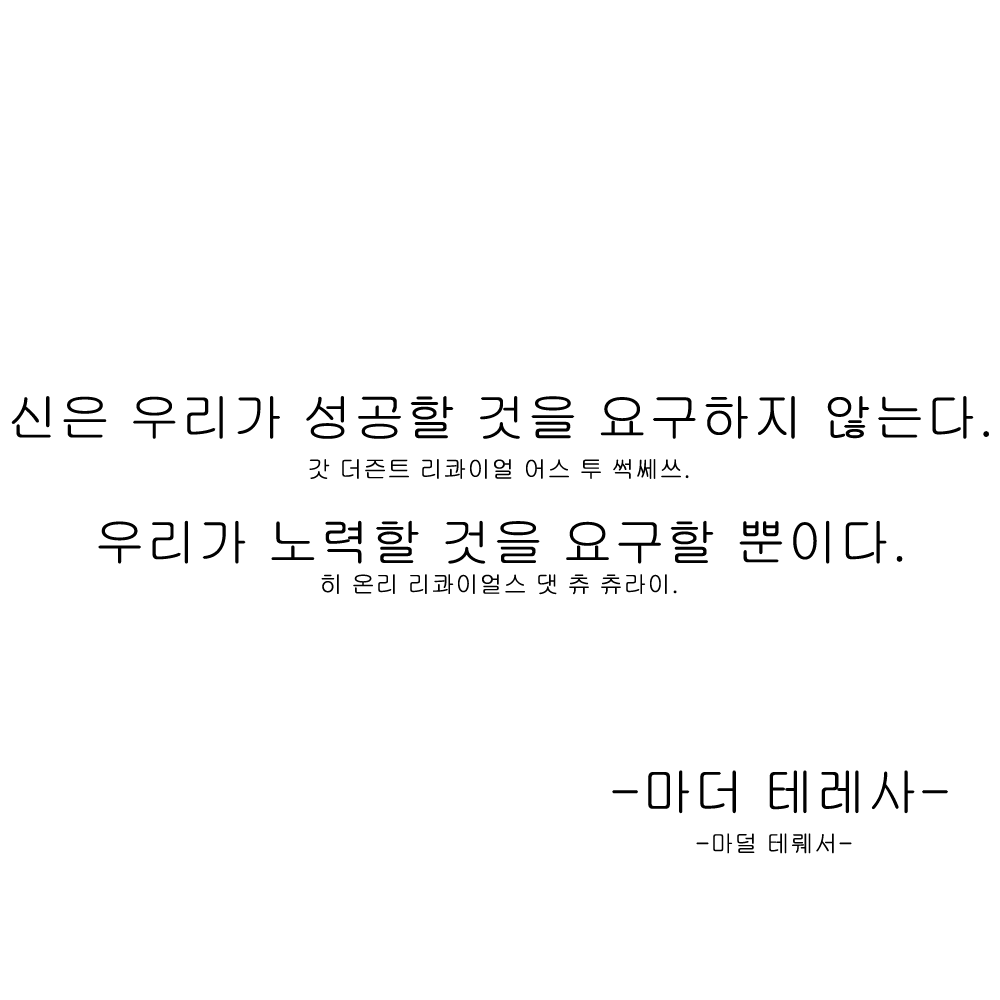 신은 우리가 성공할 것을 요구하지 않는다.
갓 더즌트 리콰이얼 어스 투 썩쎄쓰.
우리가 노력할 것을 요구할 뿐이다.
히 온리 리콰이얼스 댓 츄 츄라이.
-마더 테레사-
-마덜 테뤠서-